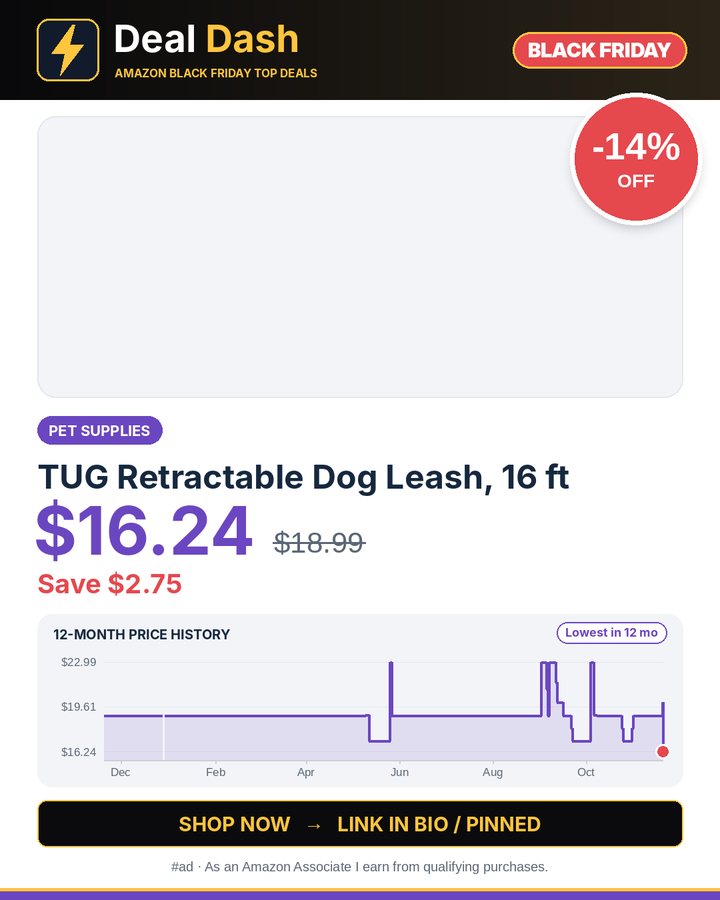 Deal Dash
AMAZON BLACK FRIDAY TOP DEALS
BLACK FRIDAY
-14%
OFF
PET SUPPLIES
TUG Retractable Dog Leash, 16 ft
$16.24 $18.99
Save $2.75
12-MONTH PRICE HISTORY
Lowest in 12 mo
$22.99
$19.61
$16.24
Dec Feb Apr Jun Aug Oct
SHOP NOW → LINK IN BIO / PINNED
#ad · As an Amazon Associate I earn from qualifying purchases.